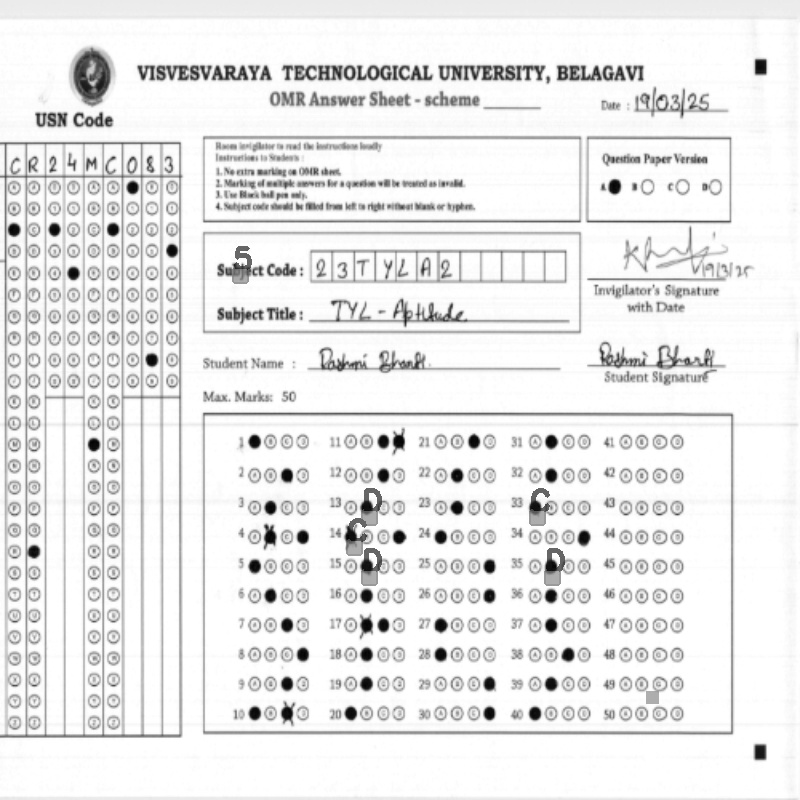 VISVESVARAYA TECHNOLOGICAL UNIVERSITY, BELAGAVI
OMR Answer Sheet - scheme
Date : 19/03/25
USN Code
C R 2 4 M C 0 8 3
Room invigilator to read the instructions loudly
Instructions to Students :
1. No extra marking on OMR sheet.
2. Marking of multiple answers for a question will be treated as invalid.
3. Use Black ball pen only.
4. Subject code should be filled from left to right without blank or hyphen.
Question Paper Version
A B C D
5
Subject Code : 2 3 T Y L A 2
19/3/25
Invigilator's Signature
with Date
Subject Title : TYL - Aptitude
Student Name : Rashmi Bharti
Rashmi Bharti
Student Signature
Max. Marks: 50
1 11 21 31 41
2 12 22 32 42
3 13 D 23 33 C 43
4 14 C 24 34 44
5 15 D 25 35 D 45
6 16 26 36 46
7 17 27 37 47
8 18 28 38 48
9 19 29 39 49
10 20 30 40 50